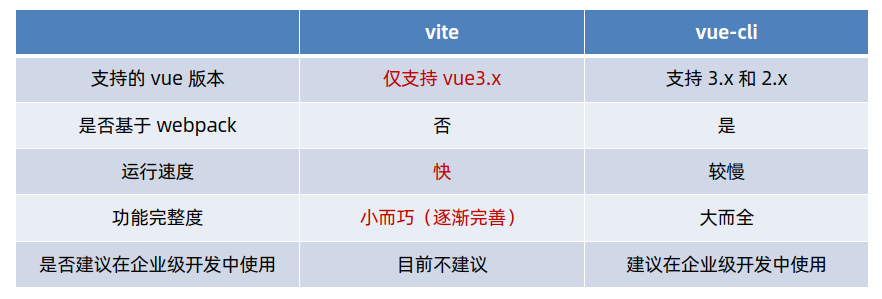 vite vue-cli
支持的 vue 版本 仅支持 vue3.x 支持 3.x 和 2.x
是否基于 webpack 否 是
运行速度 快 较慢
功能完整度 小而巧（逐渐完善） 大而全
是否建议在企业级开发中使用 目前不建议 建议在企业级开发中使用